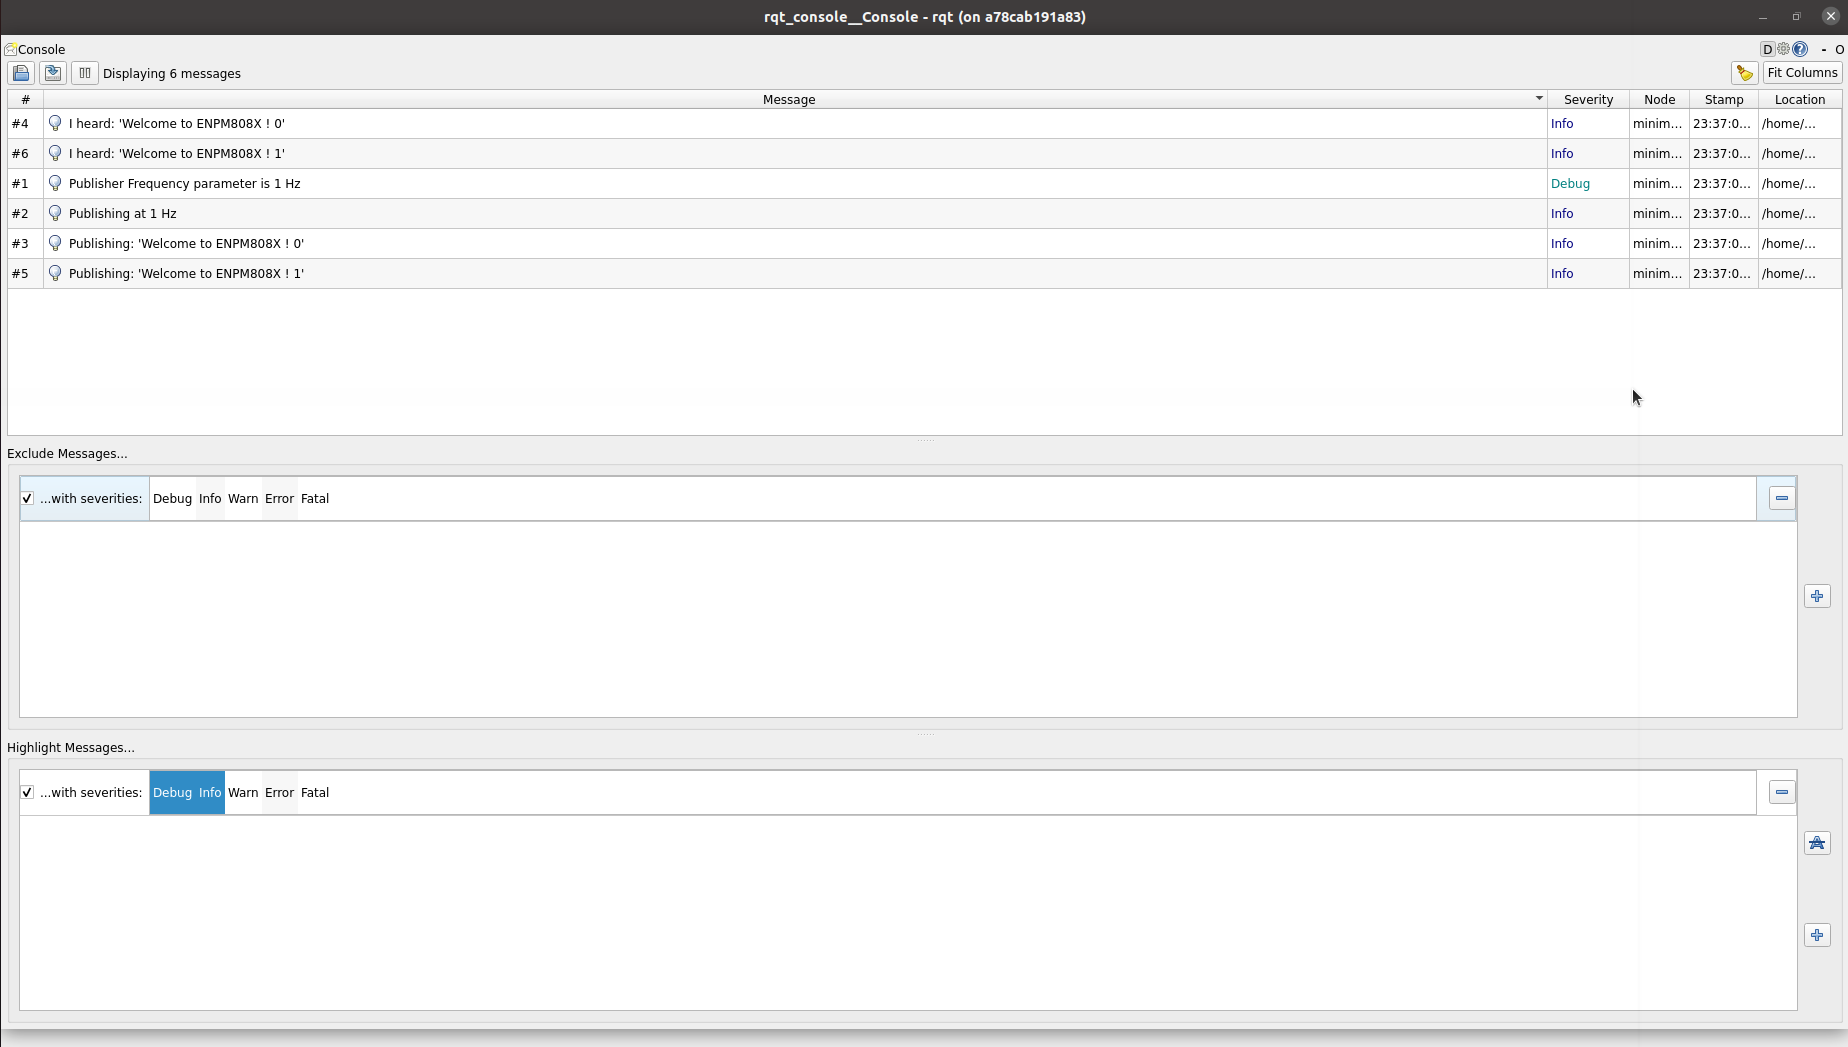 rqt_console__Console - rqt (on a78cab191a83)
Console D - O
Displaying 6 messages Fit Columns
# Message Severity Node Stamp Location
#4 I heard: 'Welcome to ENPM808X ! 0' Info minim... 23:37:0... /home/...
#6 I heard: 'Welcome to ENPM808X ! 1' Info minim... 23:37:0... /home/...
#1 Publisher Frequency parameter is 1 Hz Debug minim... 23:37:0... /home/...
#2 Publishing at 1 Hz Info minim... 23:37:0... /home/...
#3 Publishing: 'Welcome to ENPM808X ! 0' Info minim... 23:37:0... /home/...
#5 Publishing: 'Welcome to ENPM808X ! 1' Info minim... 23:37:0... /home/...
Exclude Messages...
...with severities: Debug Info Warn Error Fatal
Highlight Messages...
...with severities: Debug Info Warn Error Fatal